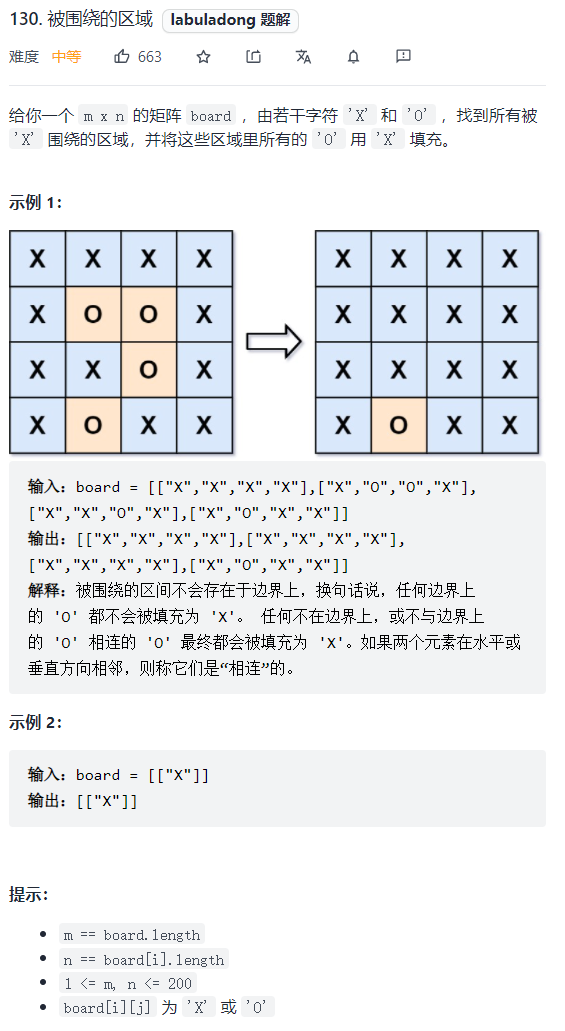 130. 被围绕的区域 labuladong 题解
难度 中等 663
给你一个 m x n 的矩阵 board ，由若干字符 'X' 和 'O' ，找到所有被
'X' 围绕的区域，并将这些区域里所有的 'O' 用 'X' 填充。
示例 1：
X X X X X X X X
X O O X X X X X
X X O X X X X X
X O X X X O X X
输入：board = [["X","X","X","X"],["X","O","O","X"],
["X","X","O","X"],["X","O","X","X"]]
输出：[["X","X","X","X"],["X","X","X","X"],
["X","X","X","X"],["X","O","X","X"]]
解释：被围绕的区间不会存在于边界上，换句话说，任何边界上
的 'O' 都不会被填充为 'X'。 任何不在边界上，或不与边界上
的 'O' 相连的 'O' 最终都会被填充为 'X'。如果两个元素在水平或
垂直方向相邻，则称它们是“相连”的。
示例 2：
输入：board = [["X"]]
输出：[["X"]]
提示：
• m == board.length
• n == board[i].length
• 1 <= m, n <= 200
• board[i][j] 为 'X' 或 'O'